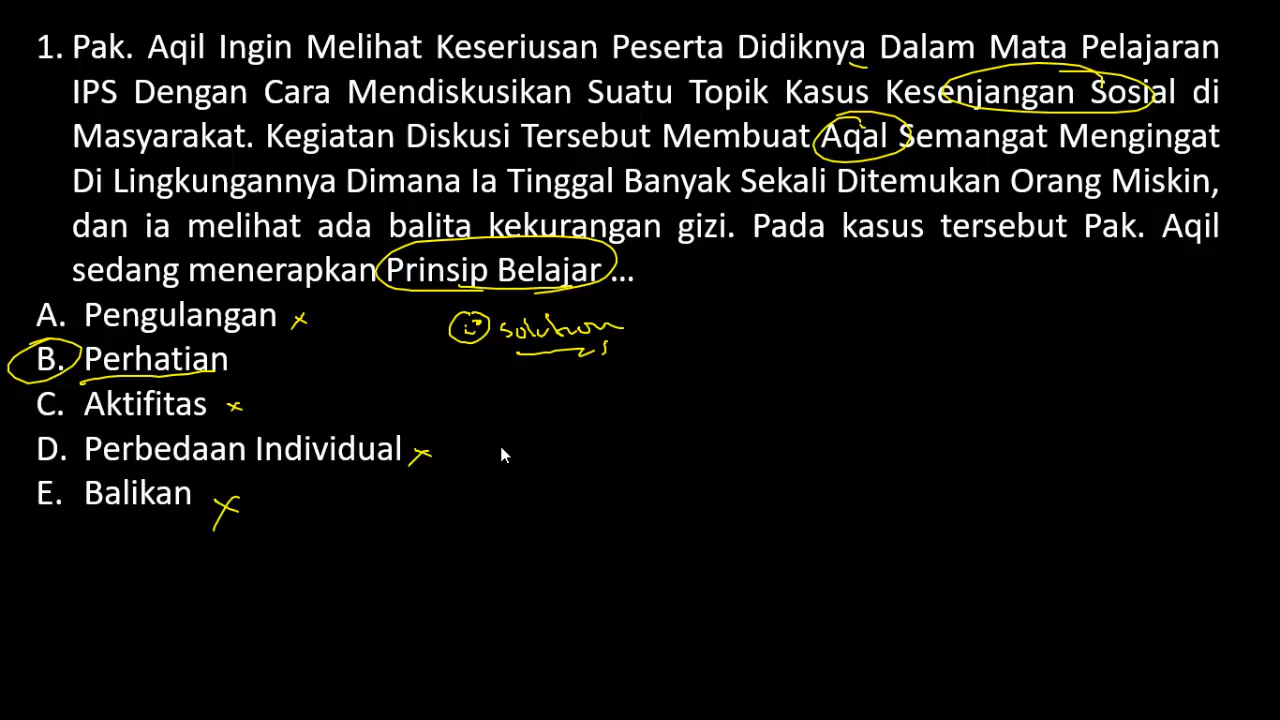 1. Pak. Aqil Ingin Melihat Keseriusan Peserta Didiknya Dalam Mata Pelajaran
IPS Dengan Cara Mendiskusikan Suatu Topik Kasus Kesenjangan Sosial di
Masyarakat. Kegiatan Diskusi Tersebut Membuat Aqal Semangat Mengingat
Di Lingkungannya Dimana Ia Tinggal Banyak Sekali Ditemukan Orang Miskin,
dan ia melihat ada balita kekurangan gizi. Pada kasus tersebut Pak. Aqil
sedang menerapkan Prinsip Belajar ...
A. Pengulangan x
solution
B. Perhatian
C. Aktifitas x
D. Perbedaan Individual x
E. Balikan x